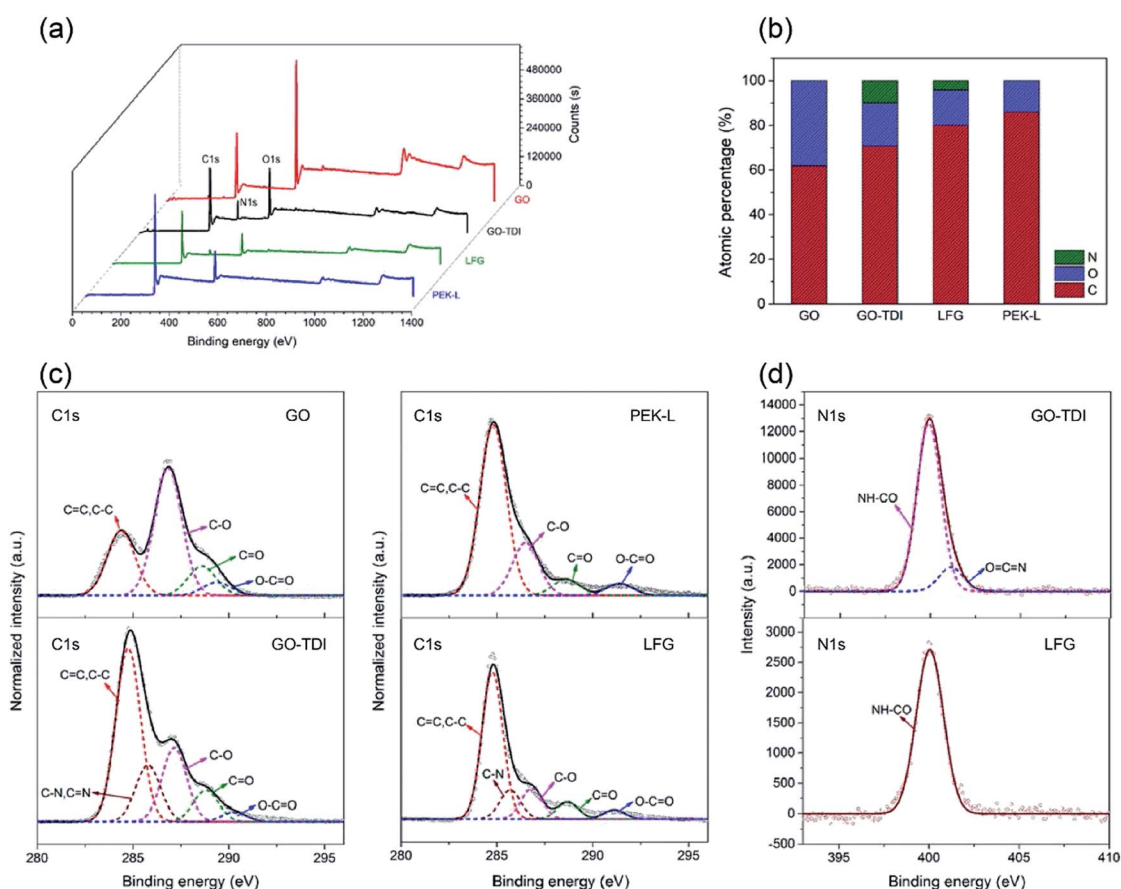 (a)
480000
360000
240000
120000
0
Counts (s)
C1s
O1s
N1s
GO
GO-TDI
LFG
PEK-L
0 200 400 600 800 1000 1200 1400
Binding energy (eV)
(b)
Atomic percentage (%)
100
80
60
40
20
0
N
O
C
GO GO-TDI LFG PEK-L
(c)
Normalized intensity (a.u.)
C1s GO
C=C,C-C
C-O
C=O
O-C=O
Normalized intensity (a.u.)
C1s PEK-L
C=C,C-C
C-O
C=O
O-C=O
C1s GO-TDI
C=C,C-C
C-N,C=N
C-O
C=O
O-C=O
280 285 290 295
Binding energy (eV)
C1s LFG
C=C,C-C
C-N
C-O
C=O
O-C=O
280 285 290 295
Binding energy (eV)
(d)
Intensity (a.u.)
14000
12000
10000
8000
6000
4000
2000
0
N1s GO-TDI
NH-CO
O=C=N
3000
2500
2000
1500
1000
500
0
-500
N1s LFG
NH-CO
395 400 405 410
Binding energy (eV)